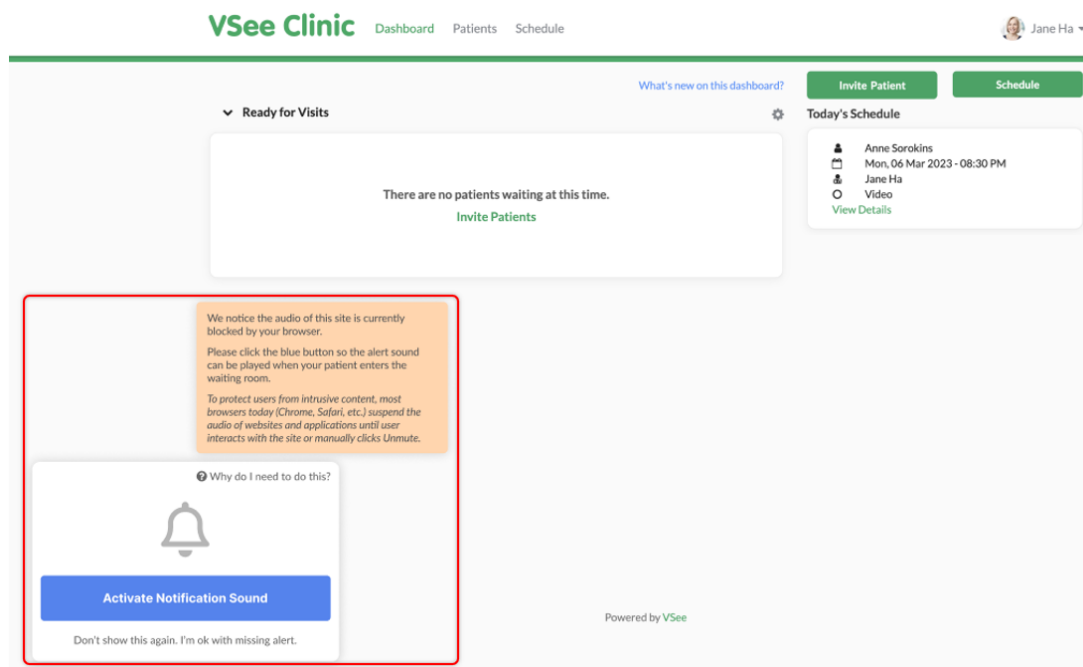 VSee Clinic Dashboard Patients Schedule Jane Ha
What's new on this dashboard?
Invite Patient Schedule
Ready for Visits
Today's Schedule
There are no patients waiting at this time.
Invite Patients
Anne Sorokins
Mon, 06 Mar 2023 - 08:30 PM
Jane Ha
Video
View Details
We notice the audio of this site is currently
blocked by your browser.
Please click the blue button so the alert sound
can be played when your patient enters the
waiting room.
To protect users from intrusive content, most
browsers today (Chrome, Safari, etc.) suspend the
audio of websites and applications until user
interacts with the site or manually clicks Unmute.
Why do I need to do this?
Activate Notification Sound
Don't show this again. I'm ok with missing alert.
Powered by VSee